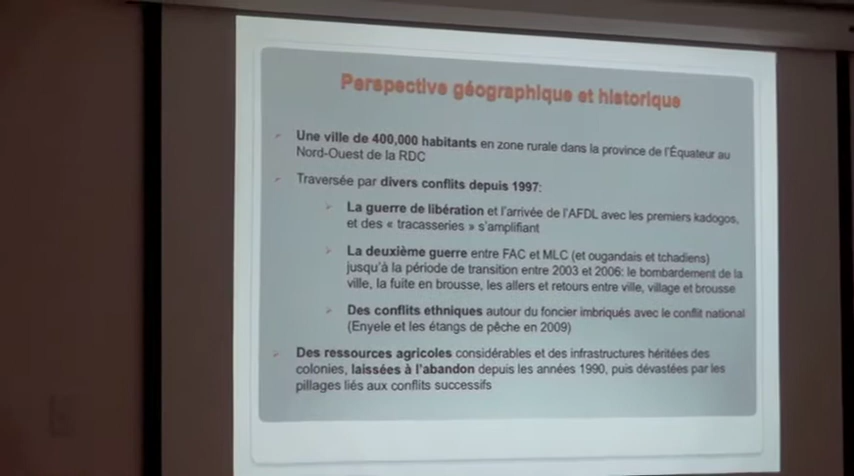 Perspective géographique et historique
Une ville de 400,000 habitants en zone rurale dans la province de l'Équateur au
Nord-Ouest de la RDC
Traversée par divers conflits depuis 1997:
La guerre de libération et l'arrivée de l'AFDL avec les premiers kadogos,
et des « tracasseries » s'amplifiant
La deuxième guerre entre FAC et MLC (et ougandais et tchadiens)
jusqu'à la période de transition entre 2003 et 2006: le bombardement de la
ville, la fuite en brousse, les allers et retours entre ville, village et brousse
Des conflits ethniques autour du foncier imbriqués avec le conflit national
(Enyele et les étangs de pêche en 2009)
Des ressources agricoles considérables et des infrastructures héritées des
colonies, laissées à l'abandon depuis les années 1990, puis dévastées par les
pillages liés aux conflits successifs